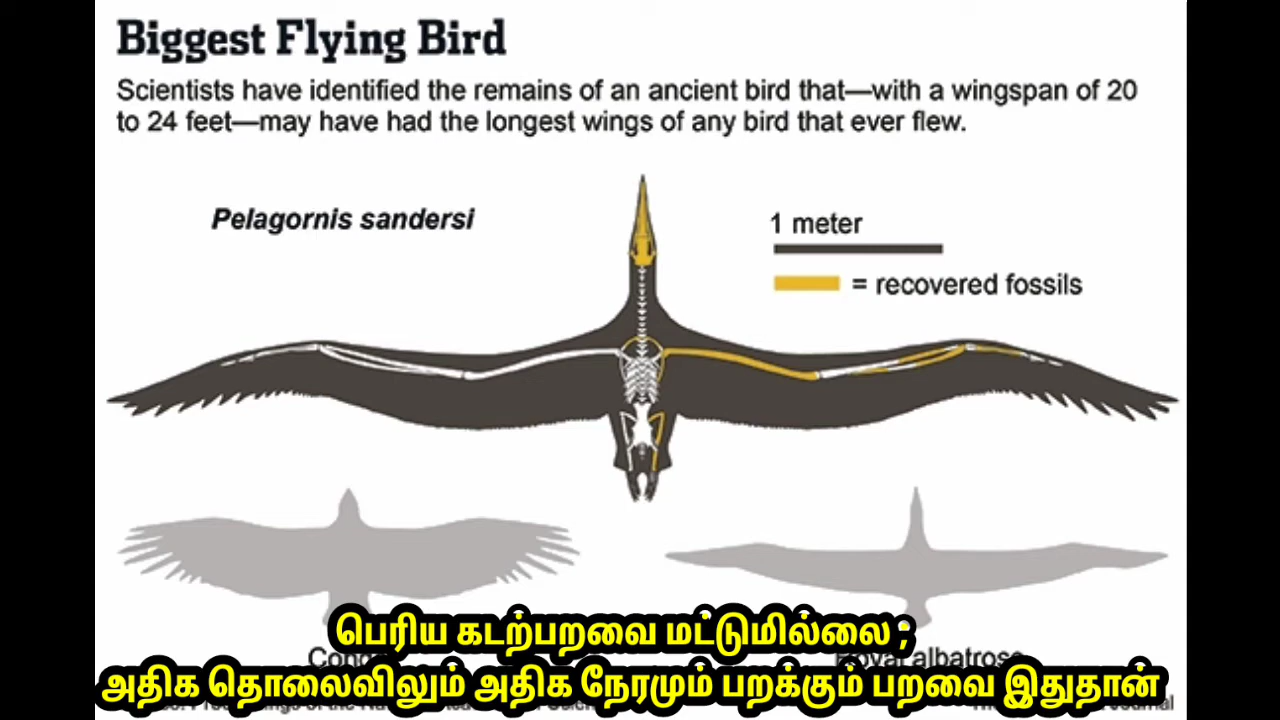 Biggest Flying Bird
Scientists have identified the remains of an ancient bird that—with a wingspan of 20
to 24 feet—may have had the longest wings of any bird that ever flew.
Pelagornis sandersi
1 meter
= recovered fossils
Royal albatross
பெரிய கடற்பறவை மட்டுமில்லை ;
அதிக தொலைவிலும் அதிக நேரமும் பறக்கும் பறவை இதுதான்